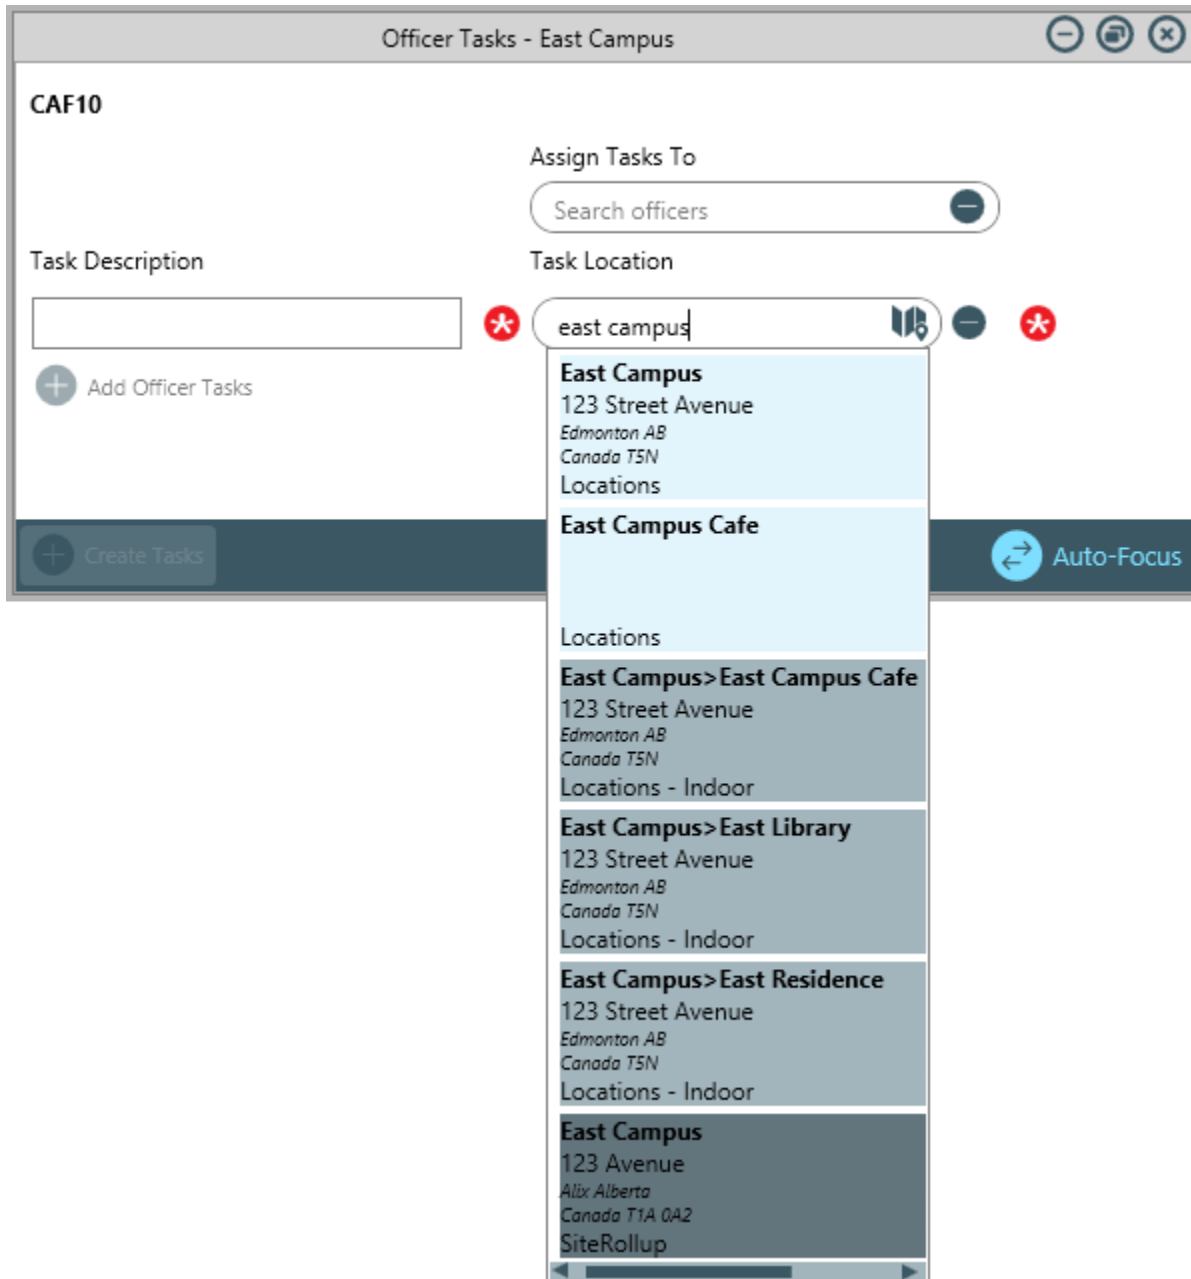 Officer Tasks - East Campus
CAF10
Assign Tasks To
Search officers
Task Description
Task Location
east campus
Add Officer Tasks
East Campus
123 Street Avenue
Edmonton AB
Canada T5N
Locations
East Campus Cafe
Locations
Create Tasks
Auto-Focus
East Campus>East Campus Cafe
123 Street Avenue
Edmonton AB
Canada T5N
Locations - Indoor
East Campus>East Library
123 Street Avenue
Edmonton AB
Canada T5N
Locations - Indoor
East Campus>East Residence
123 Street Avenue
Edmonton AB
Canada T5N
Locations - Indoor
East Campus
123 Avenue
Alix Alberta
Canada T1A 0A2
SiteRollup